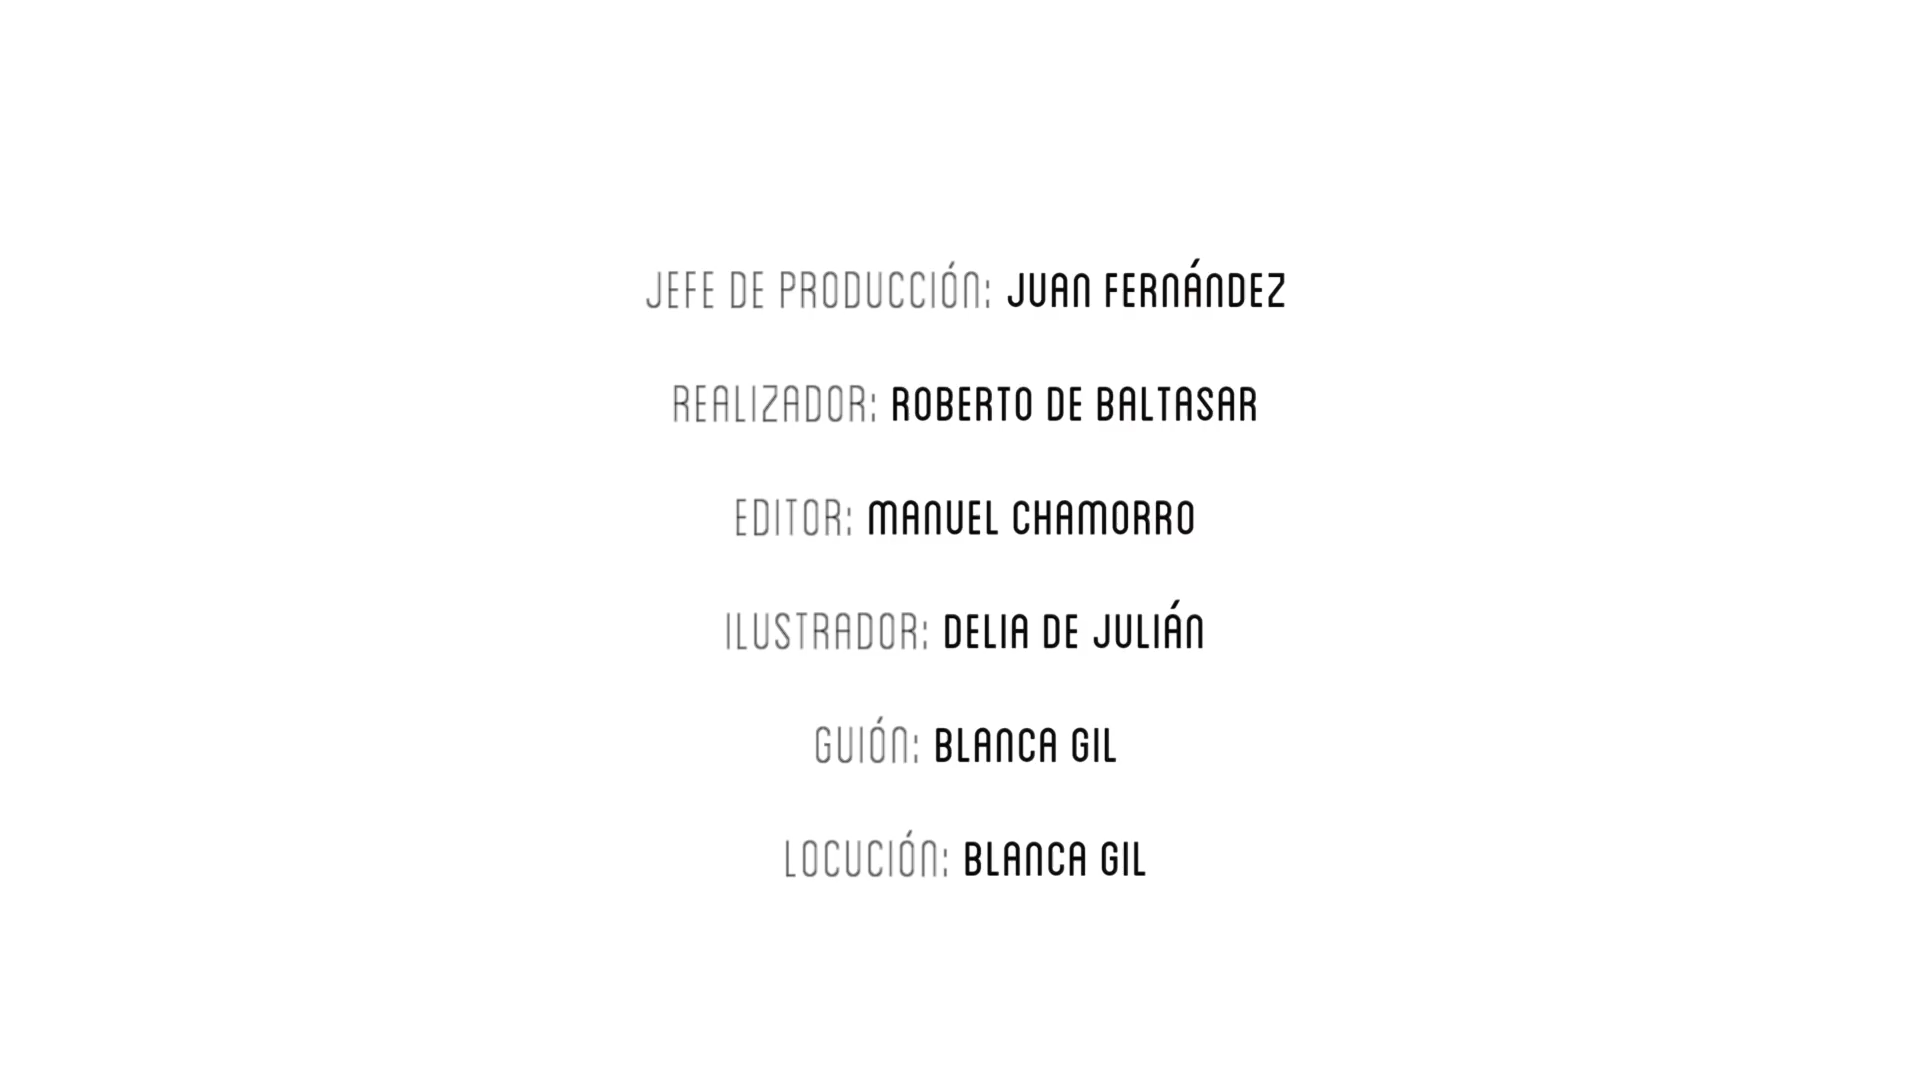 JEFE DE PRODUCCIÓN: JUAN FERNÁNDEZ
REALIZADOR: ROBERTO DE BALTASAR
EDITOR: MANUEL CHAMORRO
ILUSTRADOR: DELIA DE JULIÁN
GUIÓN: BLANCA GIL
LOCUCIÓN: BLANCA GIL